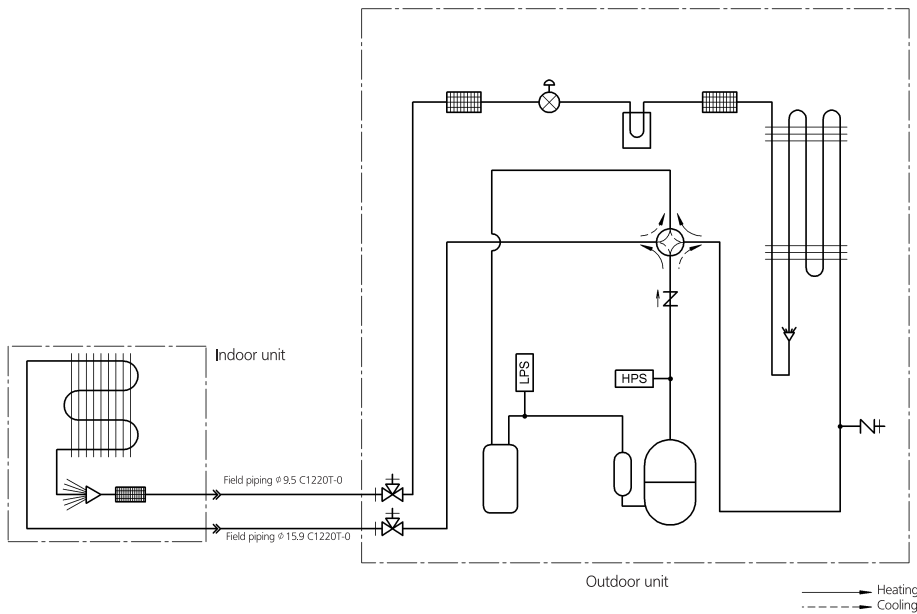 LPS
HPS
Indoor unit
Field piping ϕ 9.5 C1220T-0
Field piping ϕ 15.9 C1220T-0
Outdoor unit
Heating
Cooling